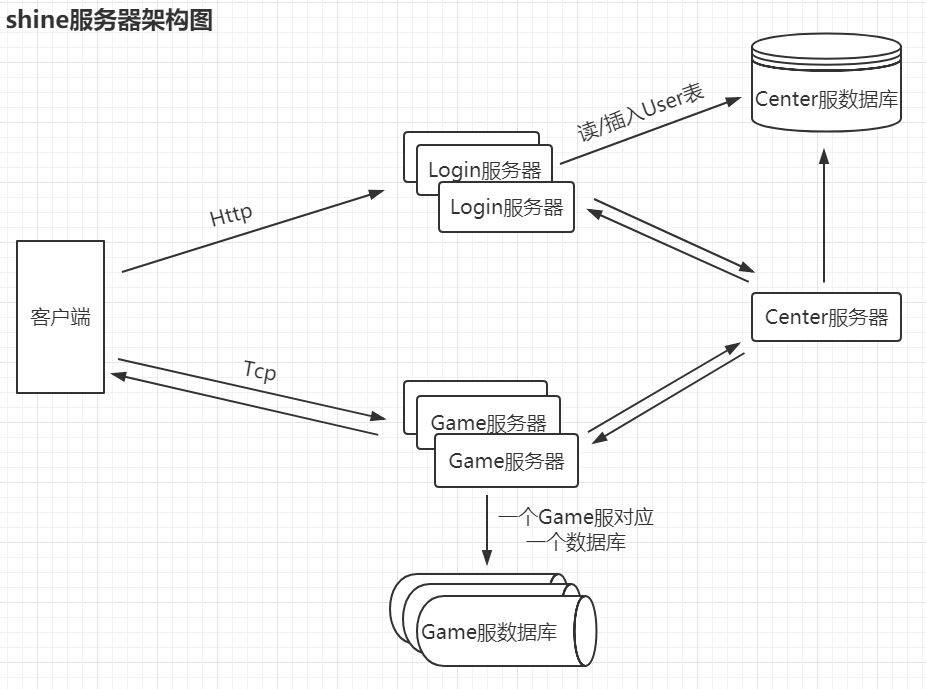 shine服务器架构图
Center服数据库
读/插入User表
Login服务器
Login服务器
Http
客户端
Center服务器
Tcp
Game服务器
Game服务器
一个Game服对应
一个数据库
Game服数据库